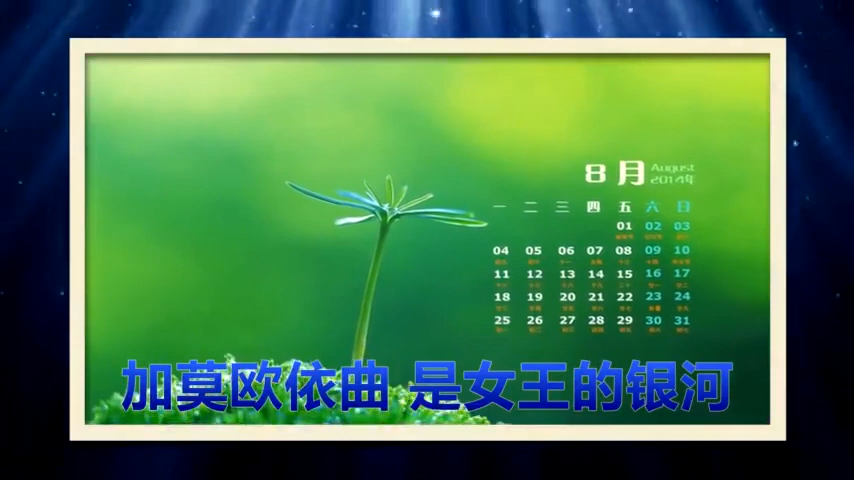 8月 August
2014年
一 二 三 四 五 六 日
01 02 03
04 05 06 07 08 09 10
11 12 13 14 15 16 17
18 19 20 21 22 23 24
25 26 27 28 29 30 31
加莫欧依曲 是女王的银河